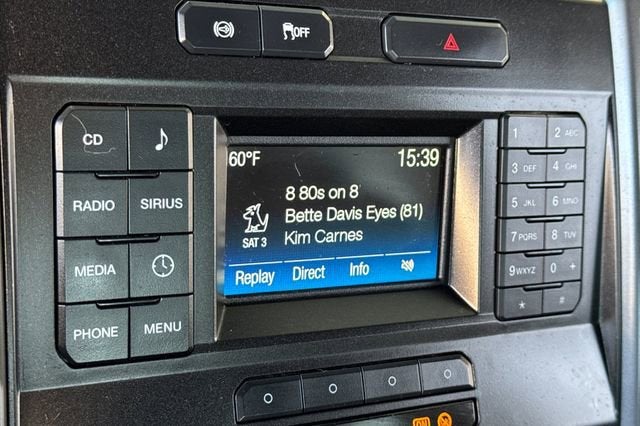 OFF
CD
RADIO SIRIUS
MEDIA
PHONE MENU
60°F 15:39
8 80s on 8
Bette Davis Eyes (81)
SAT 3 Kim Carnes
Replay Direct Info
1 2 ABC
3 DEF 4 GHI
5 JKL 6 MNO
7 PQRS 8 TUV
9 WXYZ 0 +
* #